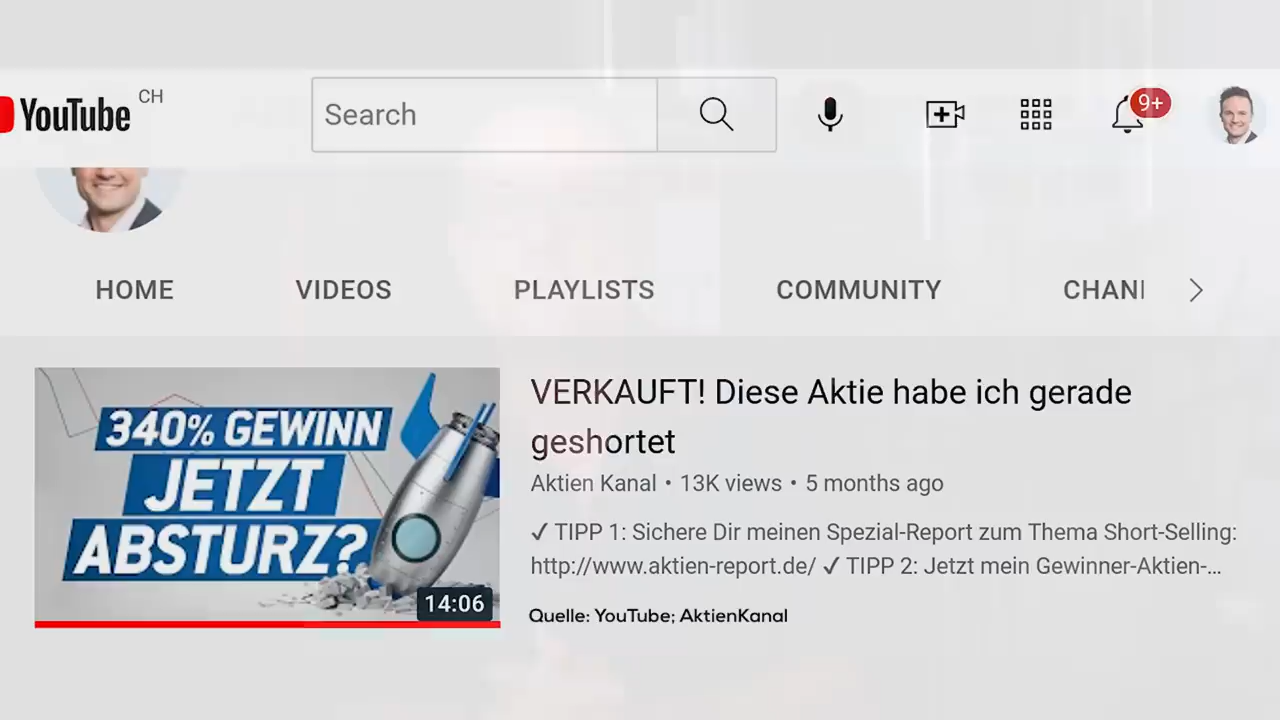 YouTube CH
Search
9+
HOME VIDEOS PLAYLISTS COMMUNITY CHAN
340% GEWINN
JETZT
ABSTURZ?
14:06
VERKAUFT! Diese Aktie habe ich gerade
geshortet
Aktien Kanal • 13K views • 5 months ago
✓ TIPP 1: Sichere Dir meinen Spezial-Report zum Thema Short-Selling:
http://www.aktien-report.de/ ✓ TIPP 2: Jetzt mein Gewinner-Aktien-...
Quelle: YouTube; AktienKanal